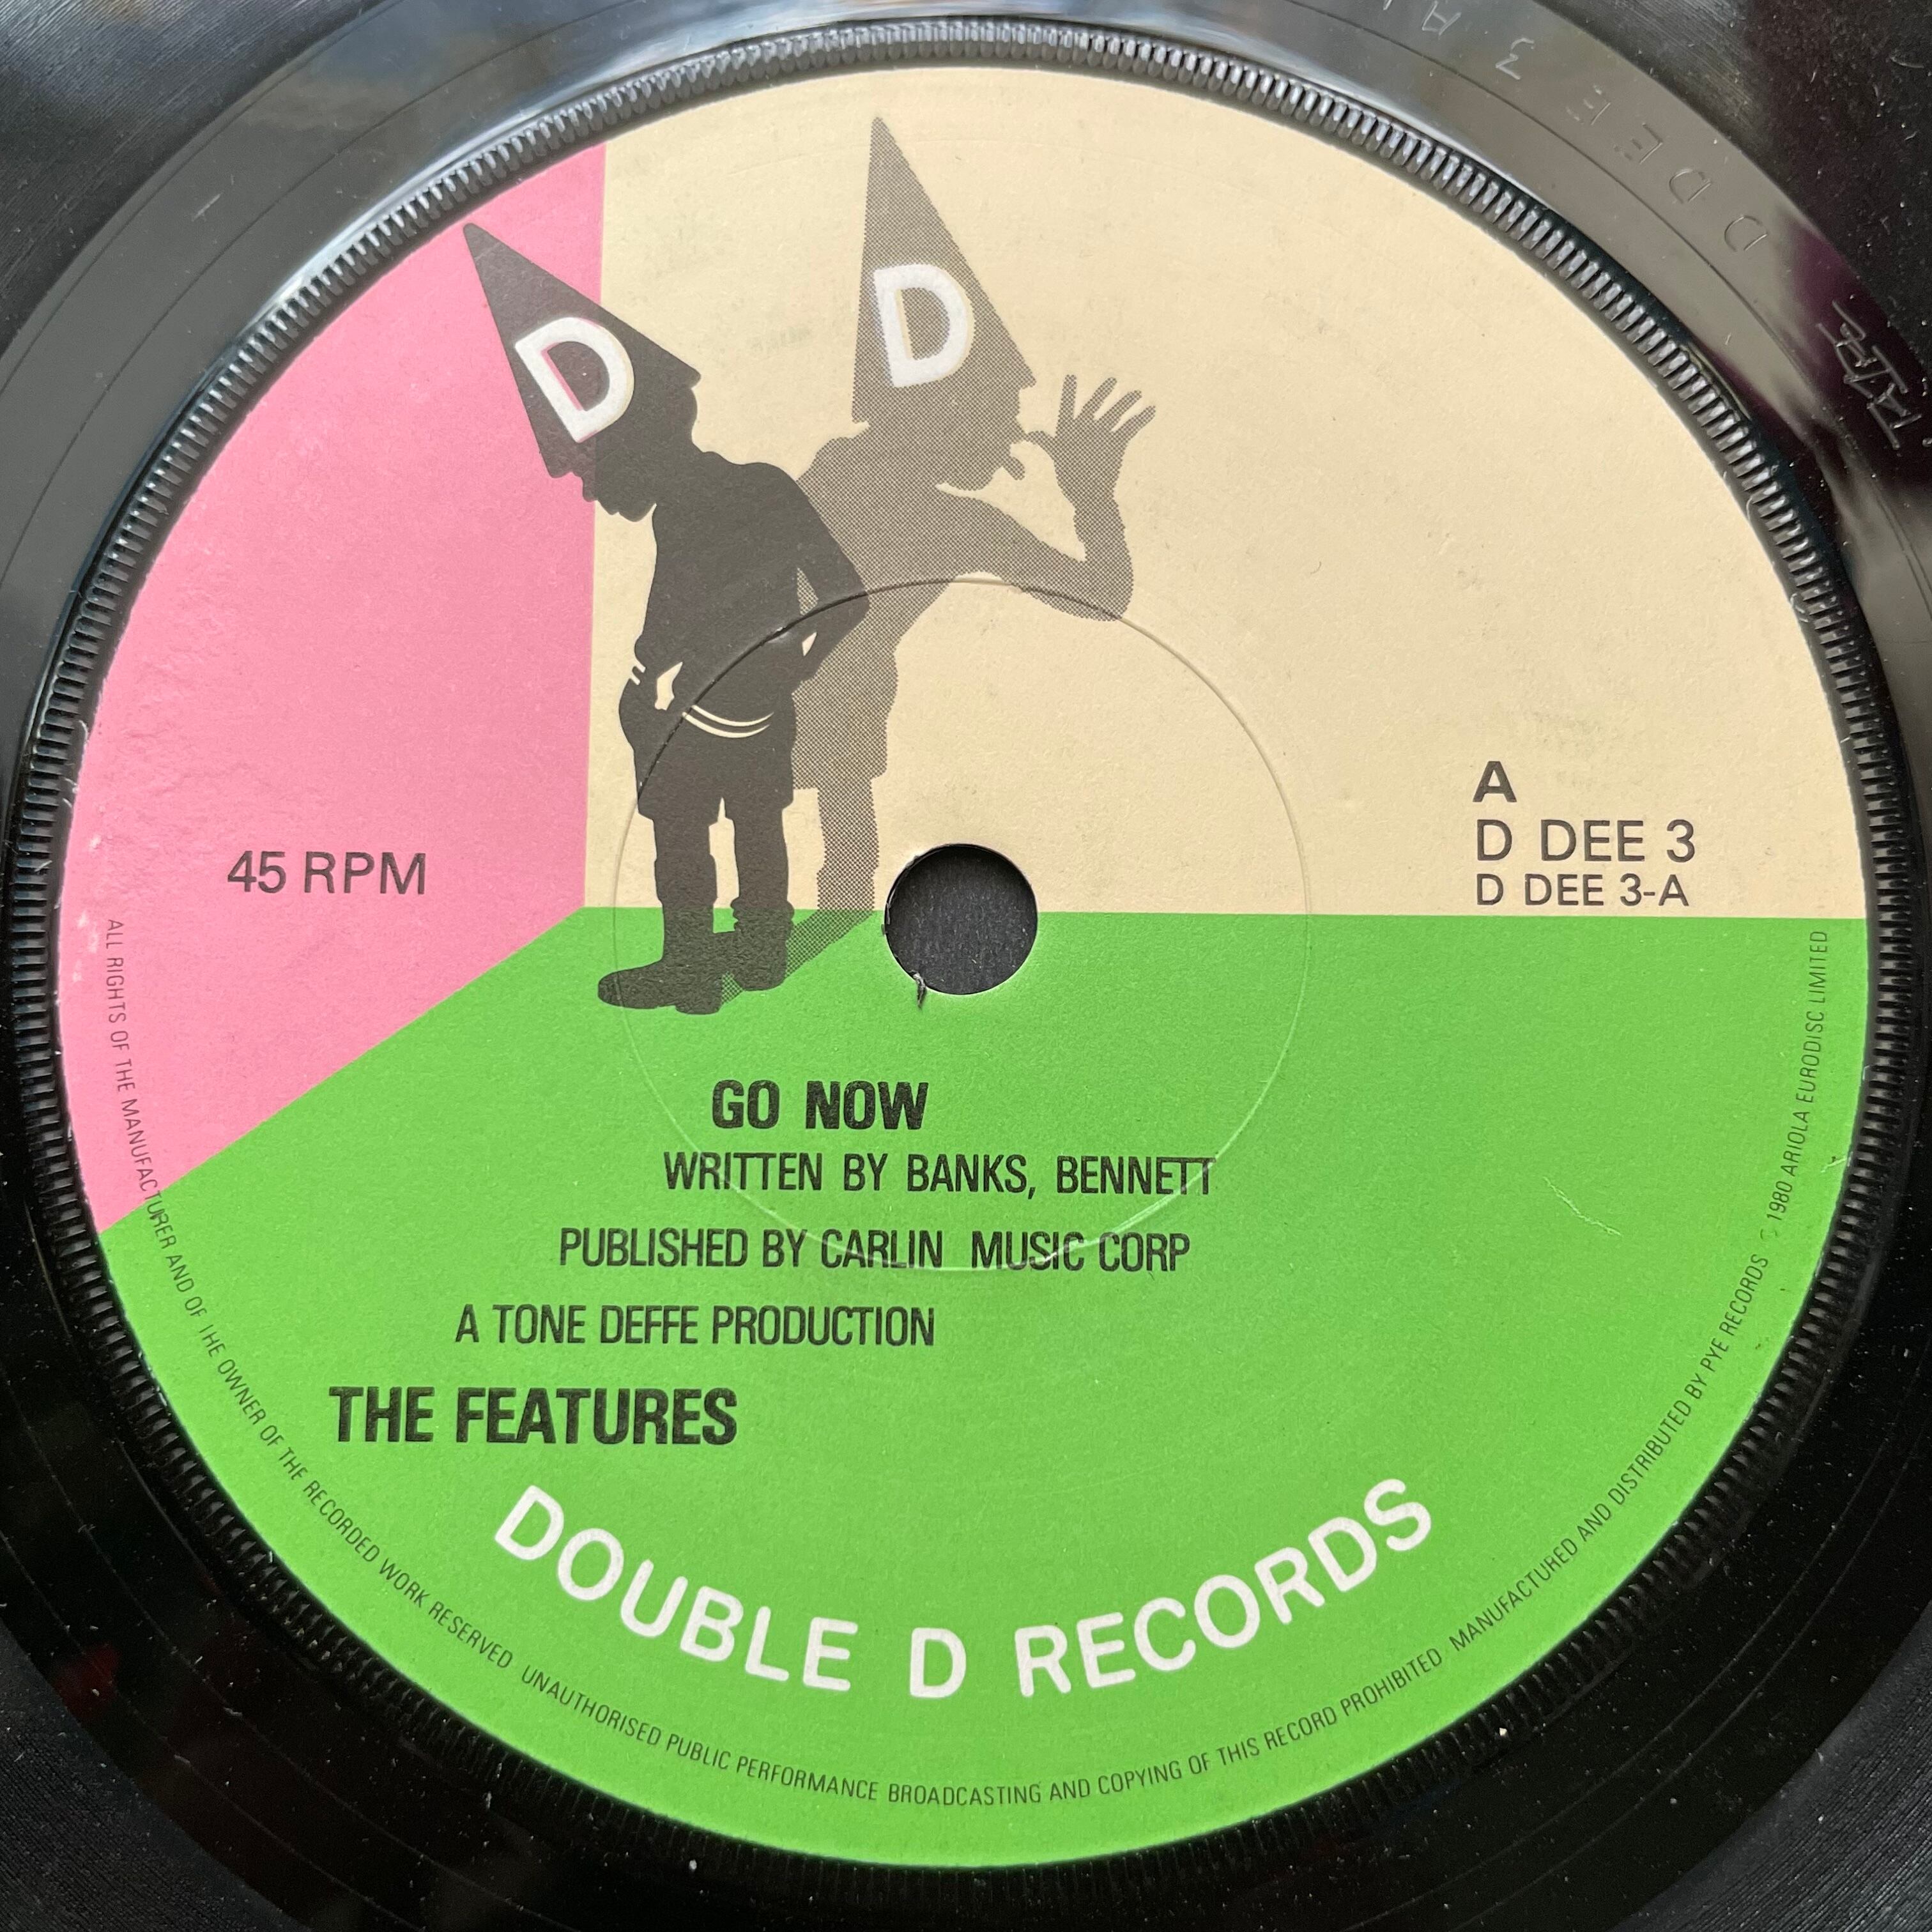 D D
45 RPM
A
D DEE 3
D DEE 3-A
GO NOW
WRITTEN BY BANKS, BENNETT
PUBLISHED BY CARLIN MUSIC CORP
A TONE DEFFE PRODUCTION
THE FEATURES
DOUBLE D RECORDS
ALL RIGHTS OF THE MANUFACTURER AND OF THE OWNER OF THE RECORDED WORK RESERVED UNAUTHORISED PUBLIC PERFORMANCE BROADCASTING AND COPYING OF THIS RECORD PROHIBITED MANUFACTURED AND DISTRIBUTED BY PYE RECORDS 1980 ARIOLA EURODISC LIMITED
DDEE 3 A